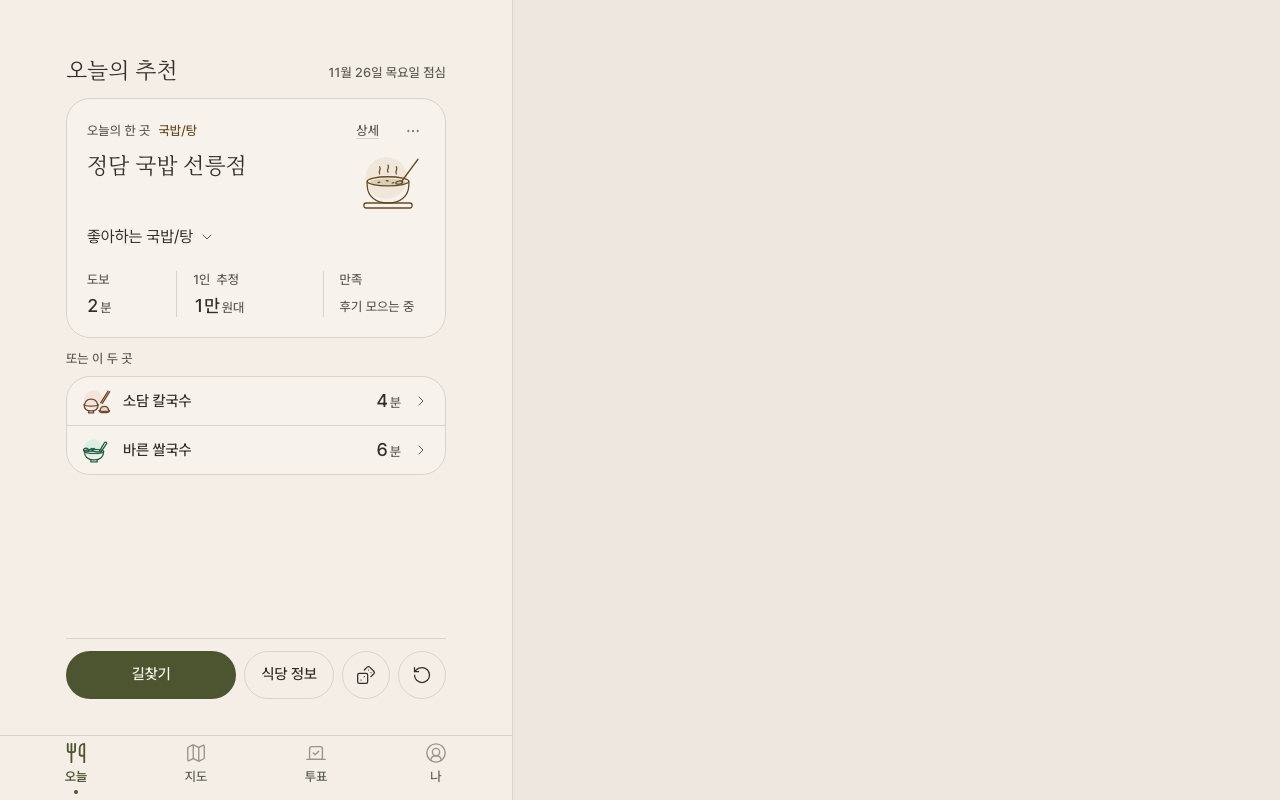 오늘의 추천
11월 26일 목요일 점심
오늘의 한 곳 국밥/탕
상세
정담 국밥 선릉점
좋아하는 국밥/탕
도보
1인 추정
만족
2분
1만원대
후기 모으는 중
또는 이 두 곳
소담 칼국수
4분
바른 쌀국수
6분
길찾기
식당 정보
오늘
지도
투표
나